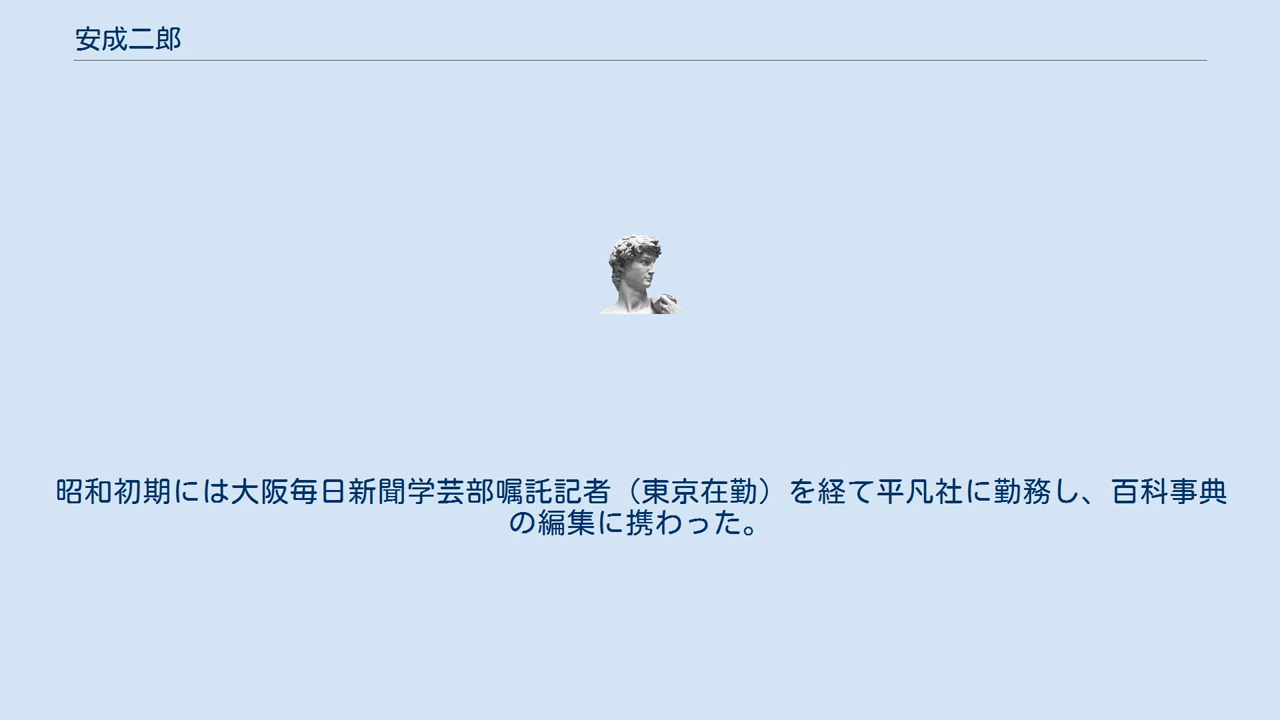 安成二郎
昭和初期には大阪毎日新聞学芸部嘱託記者（東京在勤）を経て平凡社に勤務し、百科事典
の編集に携わった。